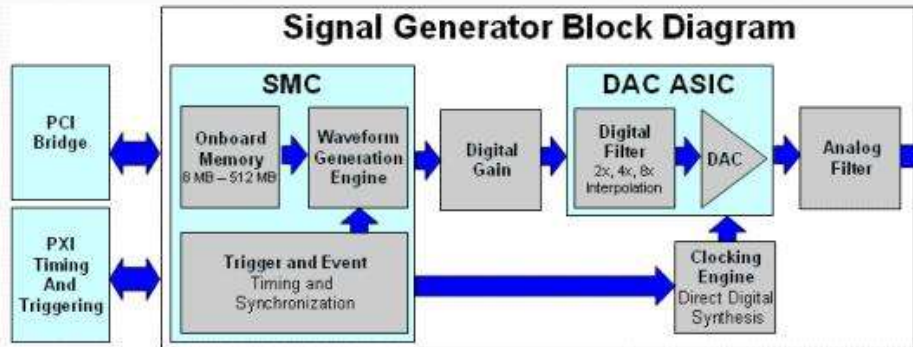 Signal Generator Block Diagram
PCI
Bridge
PXI
Timing
And
Triggering
SMC
Onboard
Memory
8 MB – 512 MB
Waveform
Generation
Engine
Trigger and Event
Timing and
Synchronization
Digital
Gain
DAC ASIC
Digital
Filter
2x, 4x, 8x
Interpolation
DAC
Clocking
Engine
Direct Digital
Synthesis
Analog
Filter